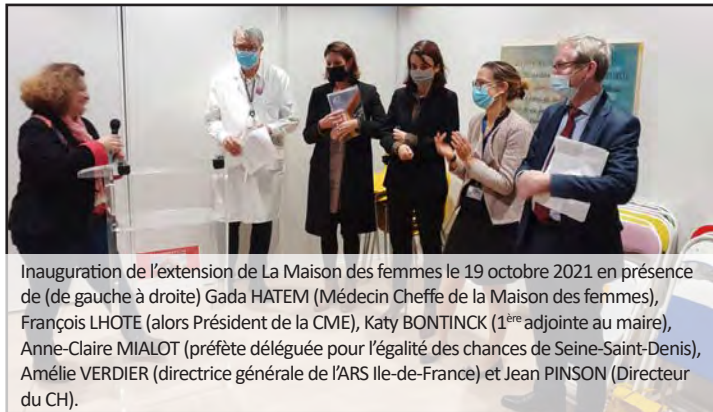 Inauguration de l’extension de La Maison des femmes le 19 octobre 2021 en présence
de (de gauche à droite) Gada HATEM (Médecin Cheffe de la Maison des femmes),
François LHOTE (alors Président de la CME), Katy BONTINCK (1ère adjointe au maire),
Anne-Claire MIALOT (préfète déléguée pour l’égalité des chances de Seine-Saint-Denis),
Amélie VERDIER (directrice générale de l’ARS Ile-de-France) et Jean PINSON (Directeur
du CH).